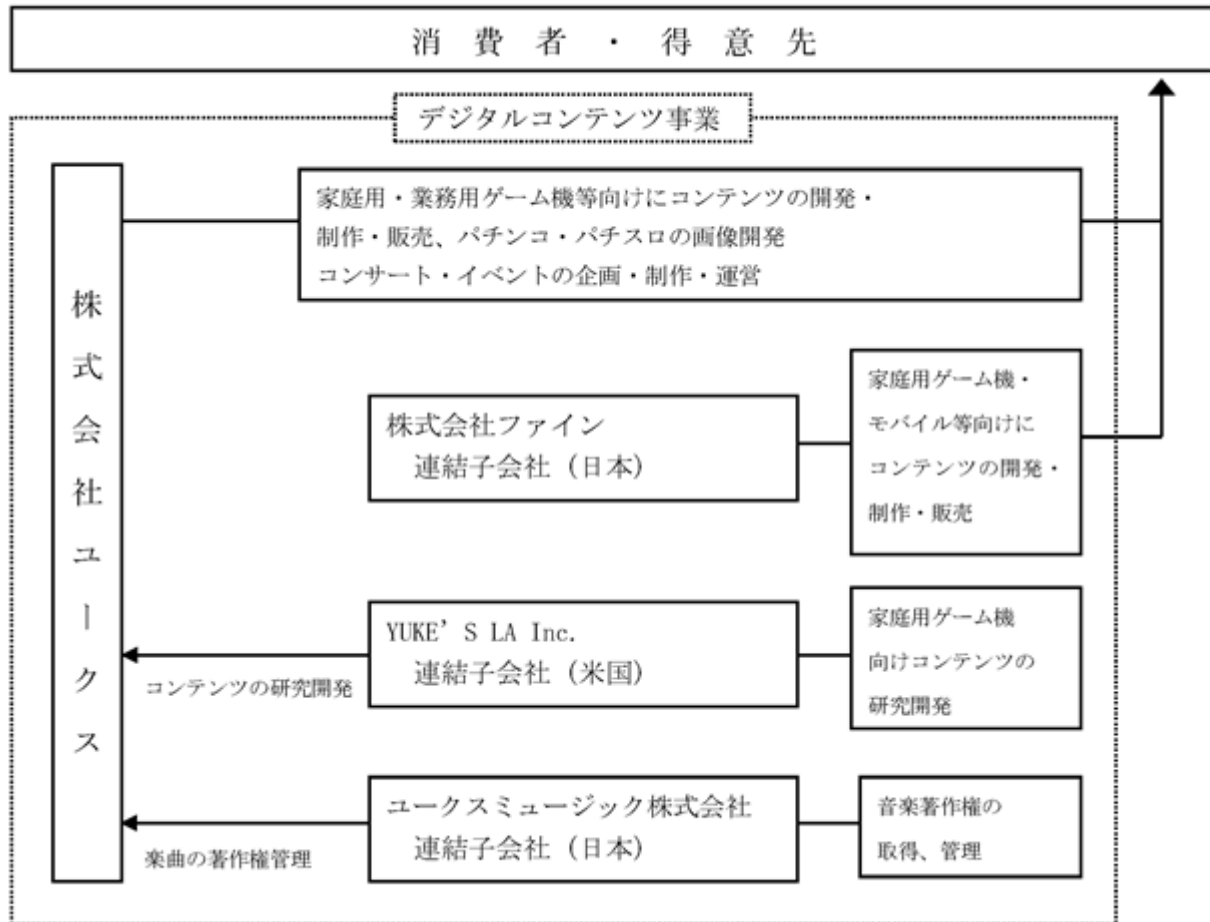 消費者・得意先
デジタルコンテンツ事業
株式会社ユークス
家庭用・業務用ゲーム機等向けにコンテンツの開発・
制作・販売、パチンコ・パチスロの画像開発
コンサート・イベントの企画・制作・運営
株式会社ファイン
連結子会社（日本）
家庭用ゲーム機・
モバイル等向けに
コンテンツの開発・
制作・販売
YUKE'S LA Inc.
連結子会社（米国）
コンテンツの研究開発
家庭用ゲーム機
向けコンテンツの
研究開発
ユークスミュージック株式会社
連結子会社（日本）
楽曲の著作権管理
音楽著作権の
取得、管理